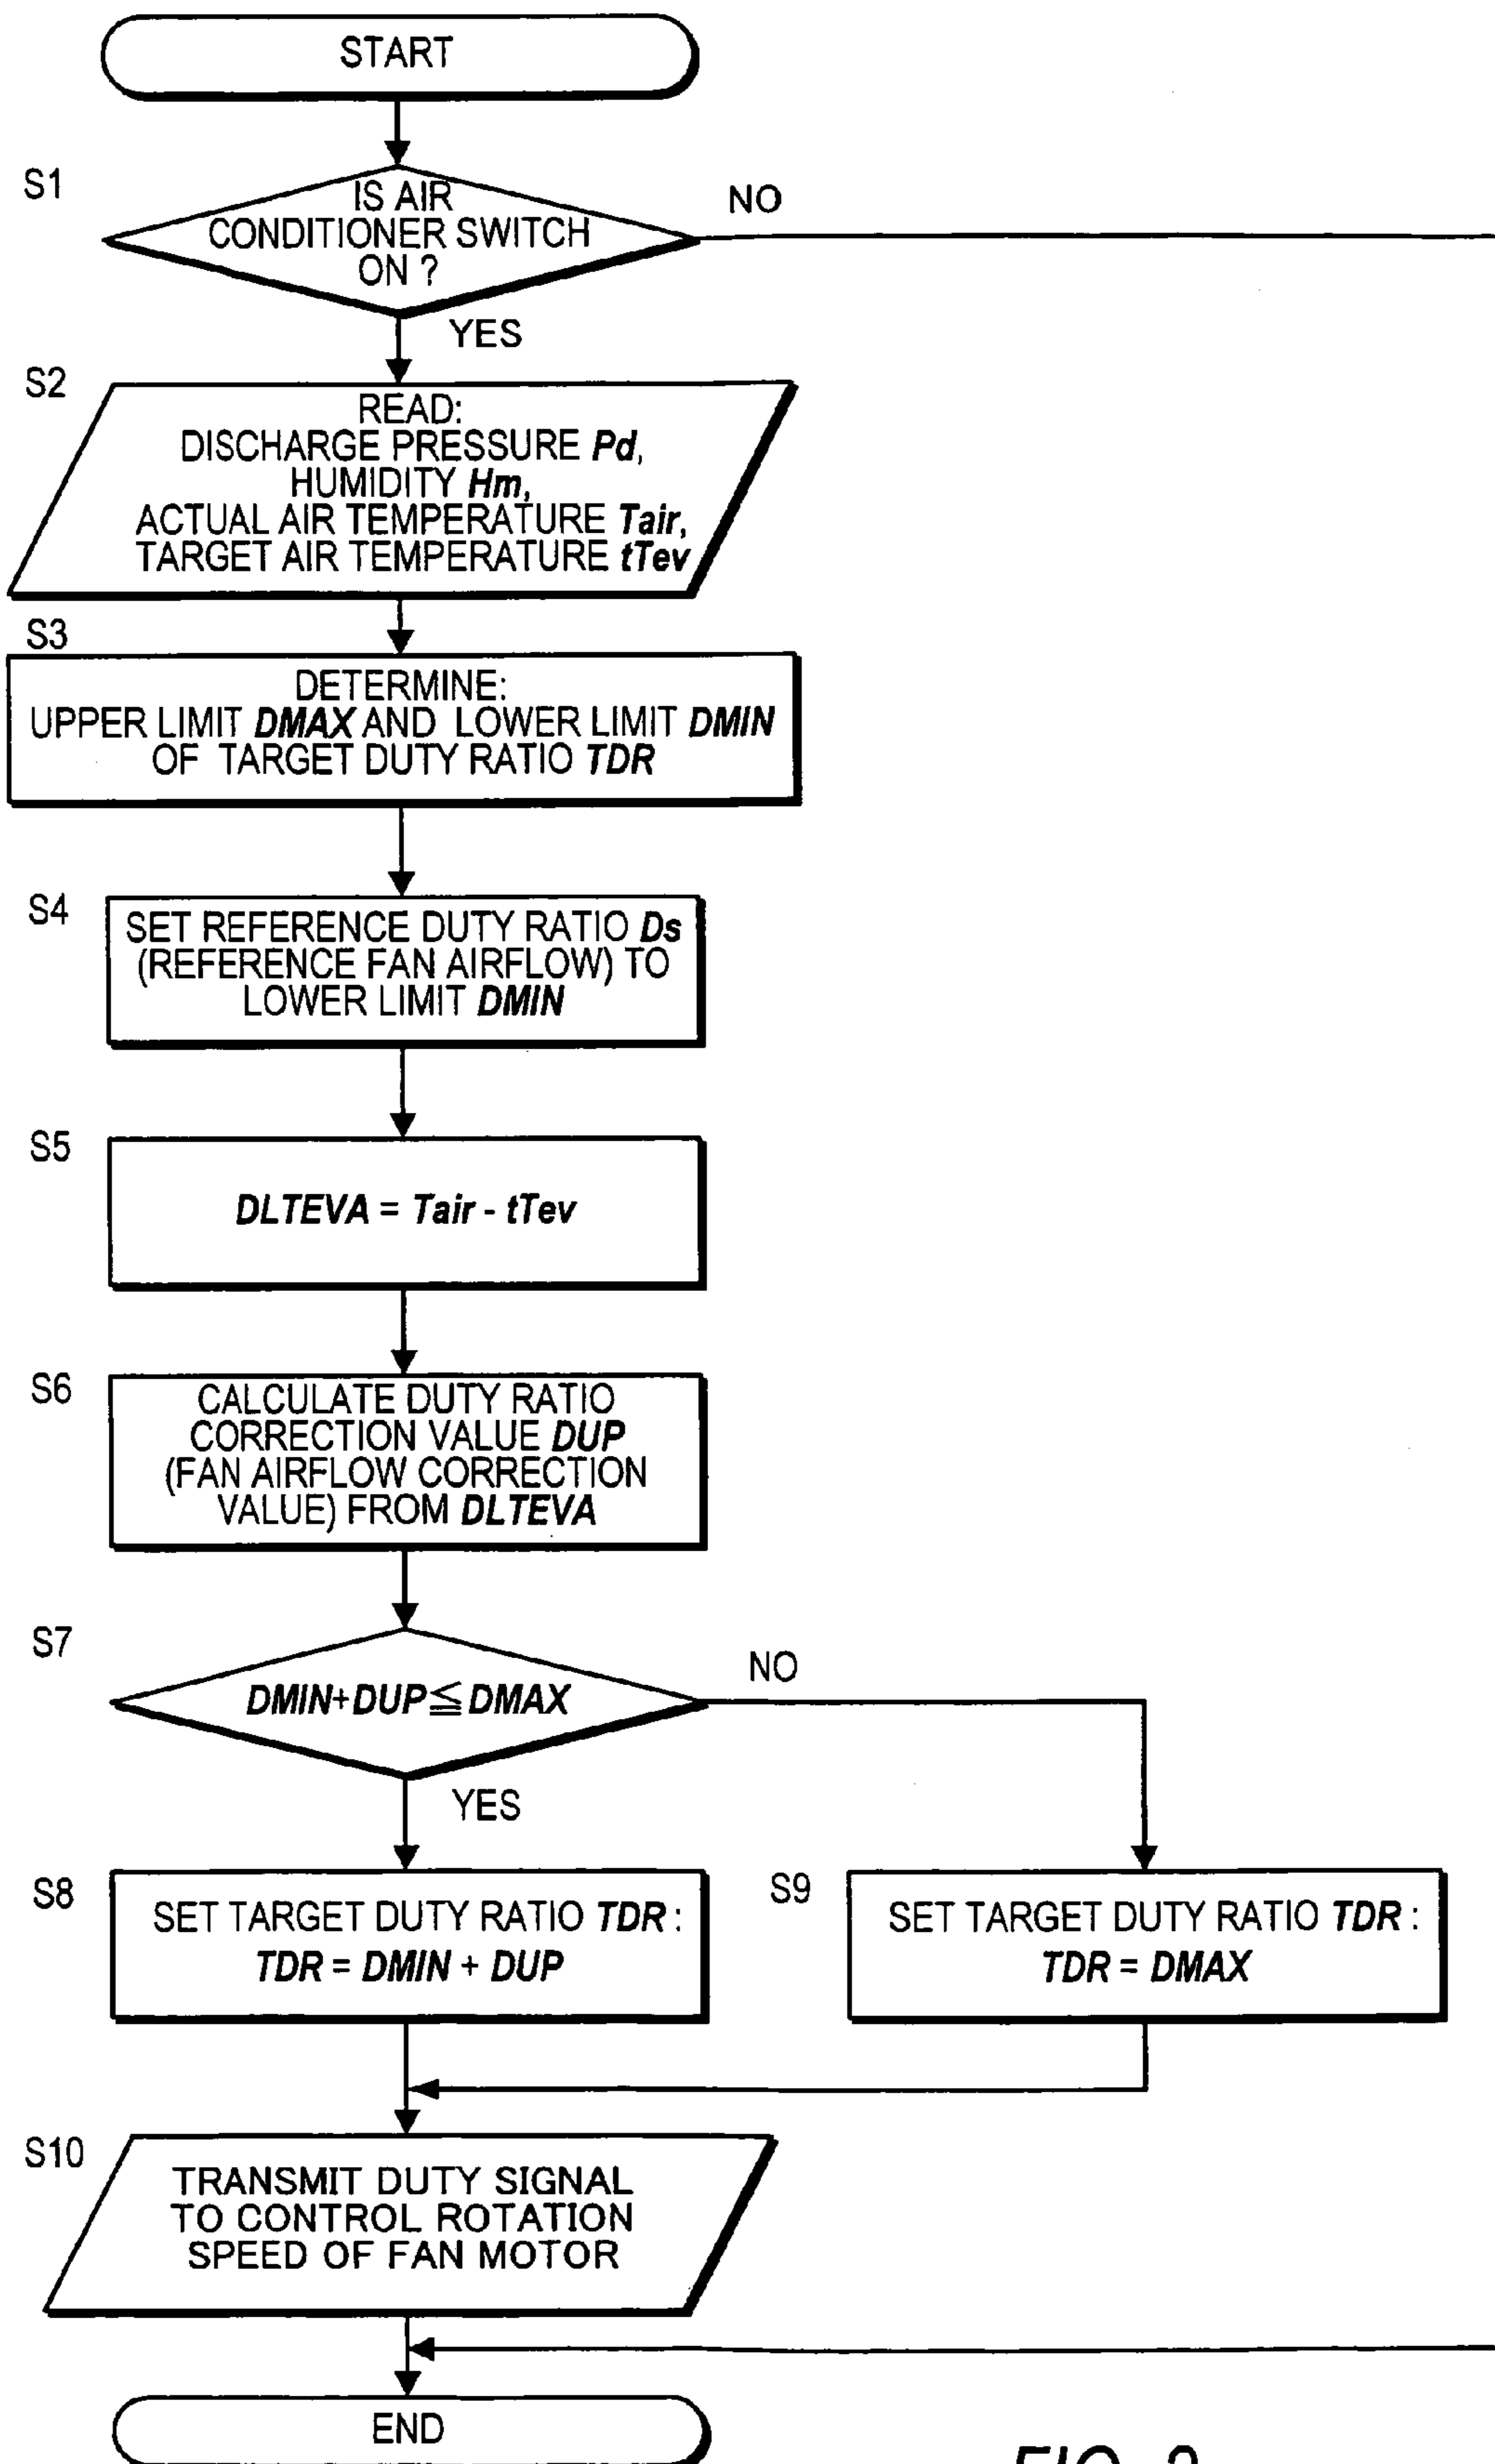 START
S1
IS AIR
CONDITIONER SWITCH
ON ?
NO
YES
S2
READ:
DISCHARGE PRESSURE Pd,
HUMIDITY Hm,
ACTUAL AIR TEMPERATURE Tair,
TARGET AIR TEMPERATURE tTev
S3
DETERMINE:
UPPER LIMIT DMAX AND LOWER LIMIT DMIN
OF TARGET DUTY RATIO TDR
S4
SET REFERENCE DUTY RATIO Ds
(REFERENCE FAN AIRFLOW) TO
LOWER LIMIT DMIN
S5
DLTEVA = Tair - tTev
S6
CALCULATE DUTY RATIO
CORRECTION VALUE DUP
(FAN AIRFLOW CORRECTION
VALUE) FROM DLTEVA
S7
DMIN+DUP≦DMAX
NO
YES
S8
SET TARGET DUTY RATIO TDR :
TDR = DMIN + DUP
S9
SET TARGET DUTY RATIO TDR :
TDR = DMAX
S10
TRANSMIT DUTY SIGNAL
TO CONTROL ROTATION
SPEED OF FAN MOTOR
END
FIG.